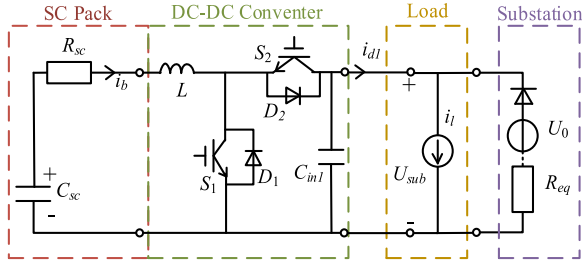 SC Pack
DC-DC Conventer
Load
Substation
R_sc
i_b
L
S_2
D_2
i_dl
+
i_l
U_0
S_1
D_1
C_in1
U_sub
R_eq
+
C_sc
-
-